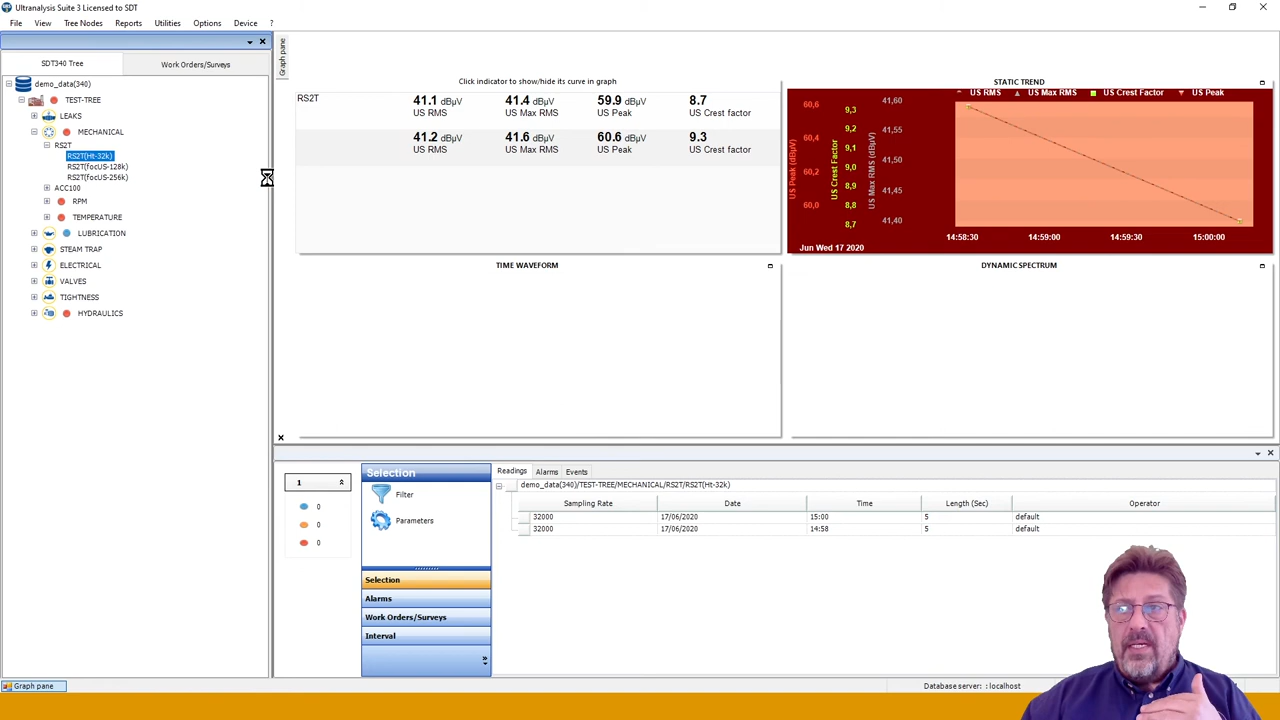 Ultranalysis Suite 3 Licensed to SDT
File View Tree Nodes Reports Utilities Options Device ?
SDT340 Tree
Work Orders/Surveys
demo_data(340)
TEST-TREE
LEAKS
MECHANICAL
RS2T
RS2T(Ht-32k)
RS2T(focUS-128k)
RS2T(focUS-256k)
ACC100
RPM
TEMPERATURE
LUBRICATION
STEAM TRAP
ELECTRICAL
VALVES
TIGHTNESS
HYDRAULICS
Graph pane
Click indicator to show/hide its curve in graph
RS2T 41.1 dBµV 41.4 dBµV 59.9 dBµV 8.7
US RMS US Max RMS US Peak US Crest factor
41.2 dBµV 41.6 dBµV 60.6 dBµV 9.3
US RMS US Max RMS US Peak US Crest factor
STATIC TREND
US RMS US Max RMS US Crest Factor US Peak
US Peak (dBµV)
60,6
60,4
60,2
60,0
US Crest Factor
9,3
9,2
9,1
9,0
8,9
8,8
8,7
US Max RMS (dBµV)
41,60
41,55
41,50
41,45
41,40
14:58:30 14:59:00 14:59:30 15:00:00
Jun Wed 17 2020
TIME WAVEFORM
DYNAMIC SPECTRUM
1
0
0
0
Selection
Filter
Parameters
Selection
Alarms
Work Orders/Surveys
Interval
Readings Alarms Events
demo_data(340)/TEST-TREE/MECHANICAL/RS2T/RS2T(Ht-32k)
Sampling Rate Date Time Length (Sec) Operator
32000 17/06/2020 15:00 5 default
32000 17/06/2020 14:58 5 default
Graph pane
Database server: : localhost